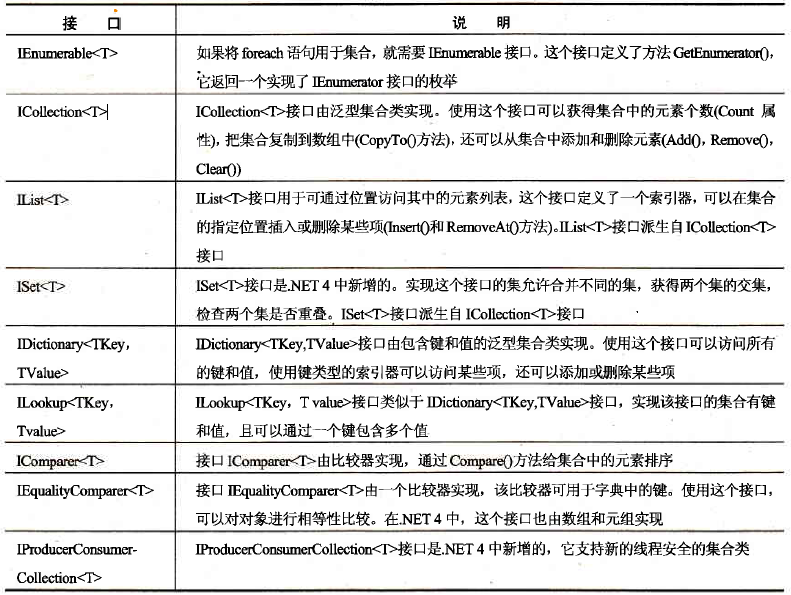 接 口 说 明
IEnumerable<T> 如果将 foreach 语句用于集合，就需要 IEnumerable 接口。这个接口定义了方法 GetEnumerator()，
它返回一个实现了 IEnumerator 接口的枚举
ICollection<T> ICollection<T>接口由泛型集合类实现。使用这个接口可以获得集合中的元素个数(Count 属
性)，把集合复制到数组中(CopyTo()方法)，还可以从集合中添加和删除元素(Add()，Remove()，
Clear())
IList<T> IList<T>接口用于可通过位置访问其中的元素列表，这个接口定义了一个索引器，可以在集合
的指定位置插入或删除某些项(Insert()和 RemoveAt()方法)。IList<T>接口派生自 ICollection<T>
接口
ISet<T> ISet<T>接口是.NET 4 中新增的。实现这个接口的集允许合并不同的集，获得两个集的交集，
检查两个集是否重叠。ISet<T>接口派生自 ICollection<T>接口
IDictionary<TKey， IDictionary<TKey,TValue>接口由包含键和值的泛型集合类实现。使用这个接口可以访问所有
TValue> 的键和值，使用键类型的索引器可以访问某些项，还可以添加或删除某些项
ILookup<TKey， ILookup<TKey，T value>接口类似于 IDictionary<TKey,TValue>接口，实现该接口的集合有键
Tvalue> 和值，且可以通过一个键包含多个值
IComparer<T> 接口 IComparer<T>由比较器实现，通过 Compare()方法给集合中的元素排序
IEqualityComparer<T> 接口 IEqualityComparer<T>由一个比较器实现，该比较器可用于字典中的键。使用这个接口，
可以对对象进行相等性比较。在.NET 4 中，这个接口也由数组和元组实现
IProducerConsumer- IProducerConsumerCollection<T>接口是.NET 4 中新增的，它支持新的线程安全的集合类
Collection<T>